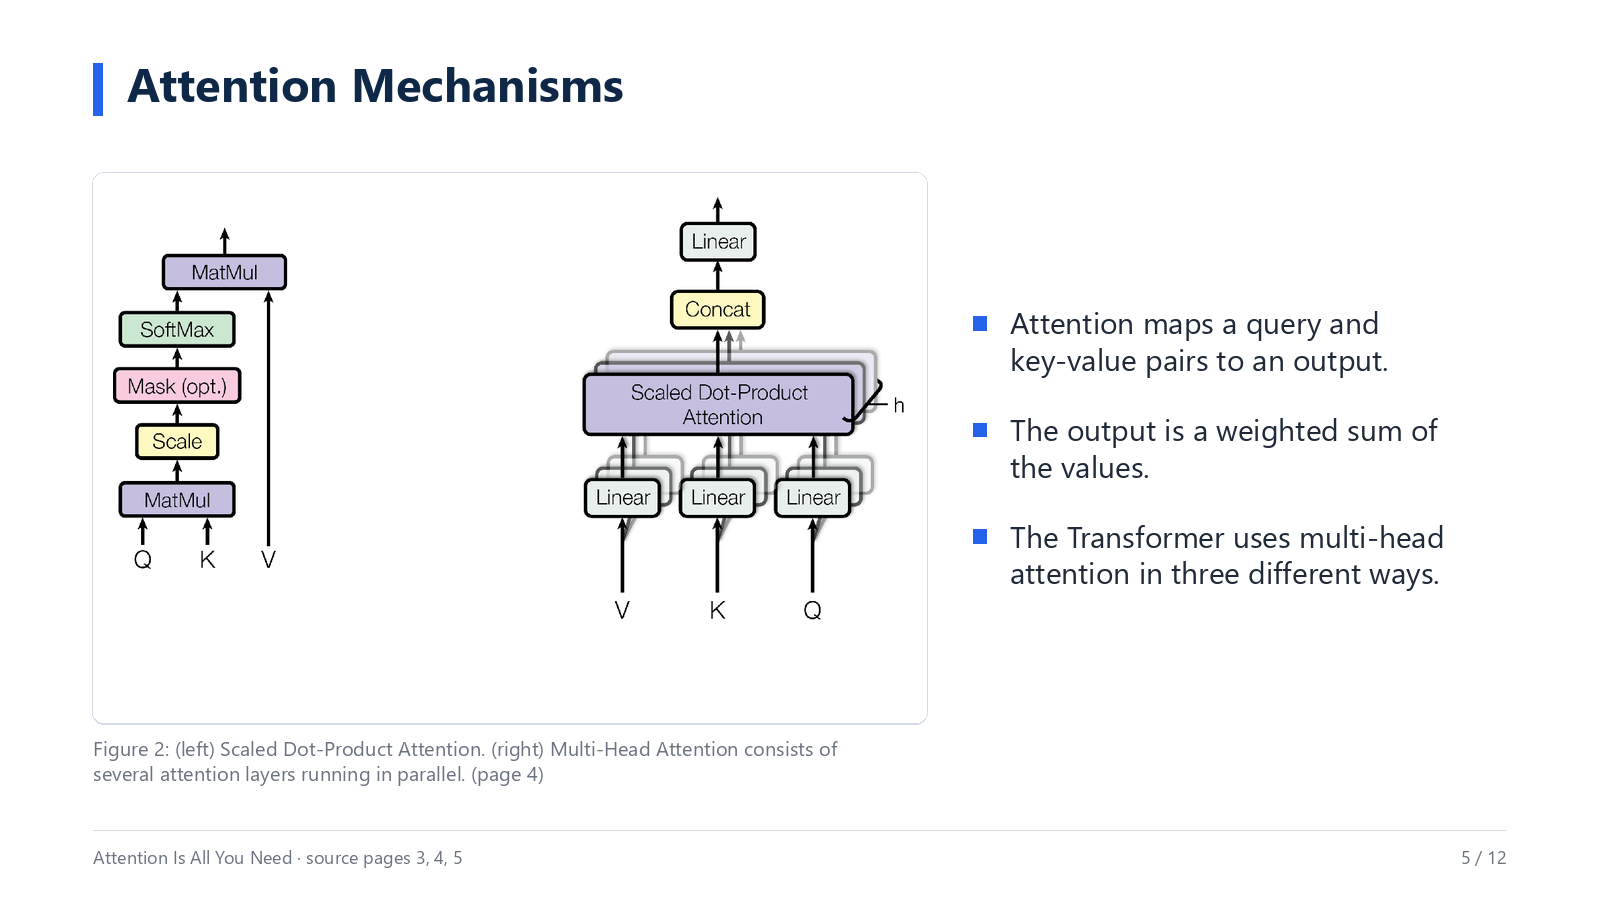 Attention Mechanisms
MatMul
SoftMax
Mask (opt.)
Scale
MatMul
Q K V
Linear
Concat
Scaled Dot-Product
Attention
h
Linear Linear Linear
V K Q
Figure 2: (left) Scaled Dot-Product Attention. (right) Multi-Head Attention consists of
several attention layers running in parallel. (page 4)
Attention maps a query and
key-value pairs to an output.
The output is a weighted sum of
the values.
The Transformer uses multi-head
attention in three different ways.
Attention Is All You Need · source pages 3, 4, 5
5 / 12